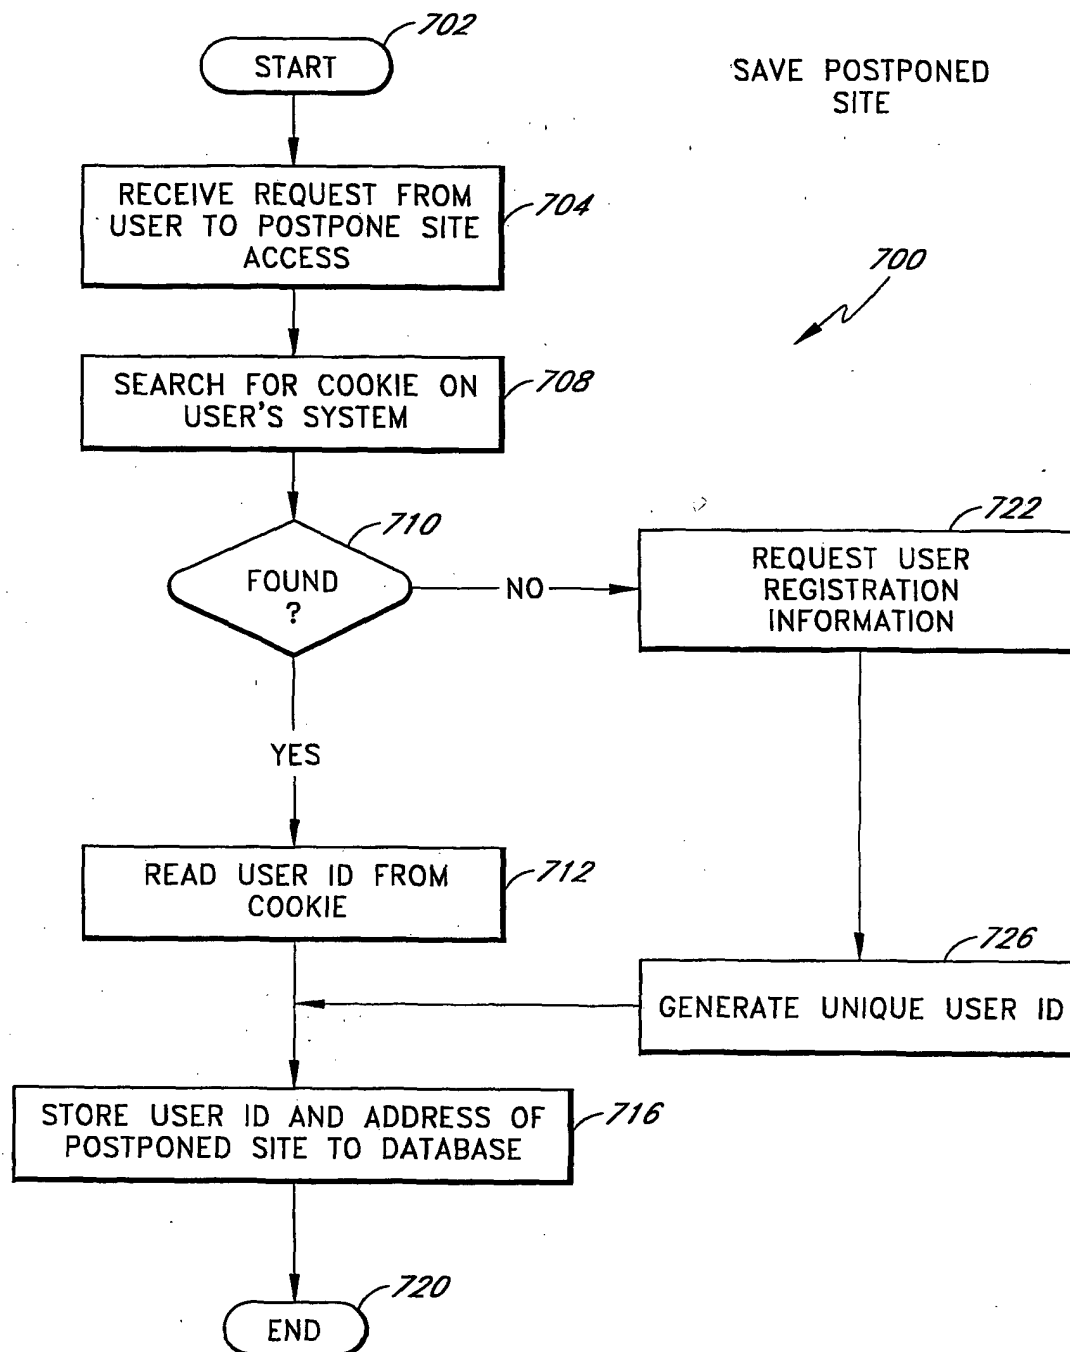 702
START
SAVE POSTPONED
SITE
RECEIVE REQUEST FROM
USER TO POSTPONE SITE
ACCESS
704
700
SEARCH FOR COOKIE ON
USER'S SYSTEM
708
710
FOUND
?
NO
722
REQUEST USER
REGISTRATION
INFORMATION
YES
READ USER ID FROM
COOKIE
712
726
GENERATE UNIQUE USER ID
STORE USER ID AND ADDRESS OF
POSTPONED SITE TO DATABASE
716
720
END